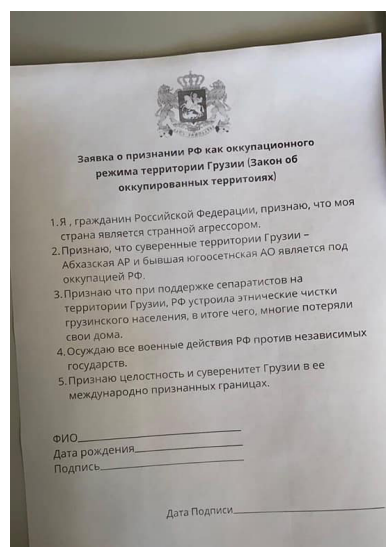 Заявка о признании РФ как оккупационного
режима территории Грузии (Закон об
оккупированных территоиях)
1. Я , гражданин Российской Федерации, признаю, что моя
страна является странной агрессором.
2. Признаю, что суверенные территории Грузии –
Абхазская АР и бывшая югоосетнская АО является под
оккупацией РФ.
3. Признаю что при поддержке сепаратистов на
территории Грузии, РФ устроила этнические чистки
грузинского населения, в итоге чего, многие потеряли
свои дома.
4. Осуждаю все военные действия РФ против независимых
государств.
5. Признаю целостность и суверенитет Грузии в ее
международно признанных границах.
ФИО
Дата рождения
Подпись
Дата Подписи